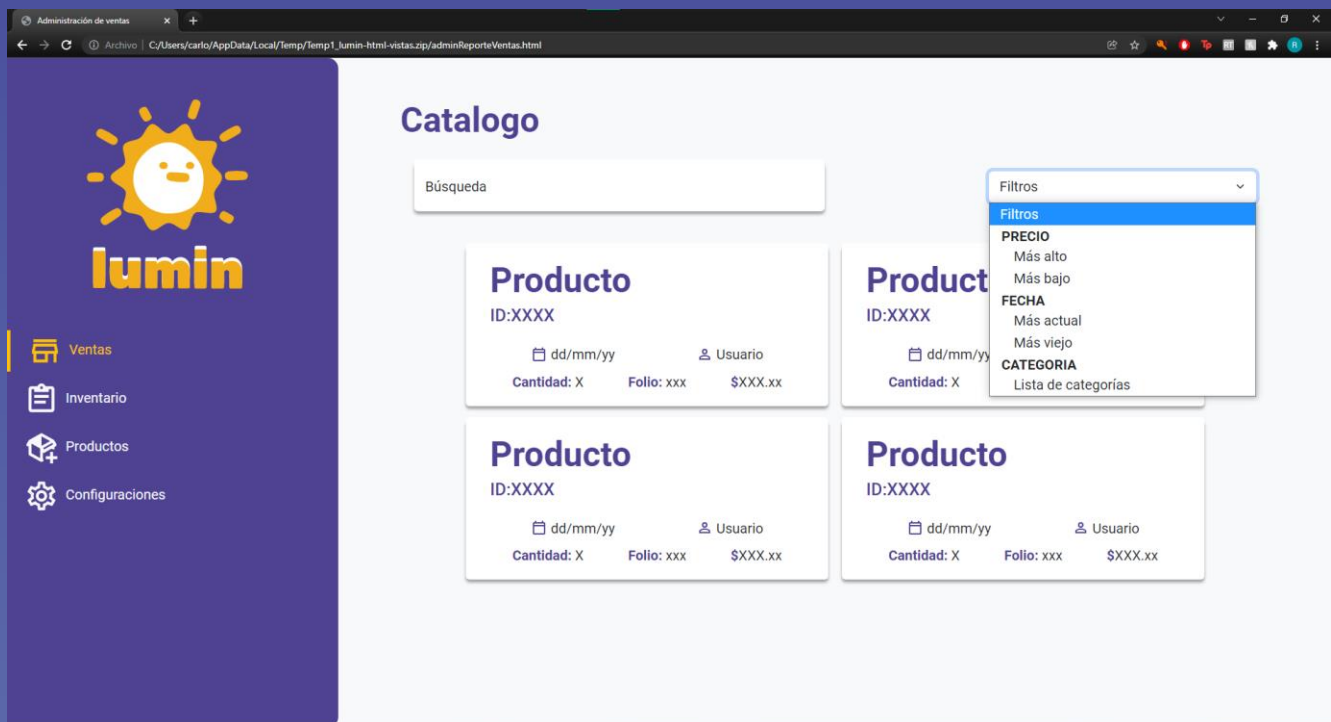 Administración de ventas
Archivo | C:/Users/carlo/AppData/Local/Temp/Temp1_lumin-html-vistas.zip/adminReporteVentas.html
Tp
RT
R
lumin
Ventas
Inventario
Productos
Configuraciones
Catalogo
Búsqueda
Filtros
Filtros
PRECIO
Más alto
Más bajo
FECHA
Más actual
Más viejo
CATEGORIA
Lista de categorías
Producto
ID:XXXX
dd/mm/yy Usuario
Cantidad: X Folio: xxx $XXX.xx
Product
ID:XXXX
dd/mm/yy
Cantidad: X
Producto
ID:XXXX
dd/mm/yy Usuario
Cantidad: X Folio: xxx $XXX.xx
Producto
ID:XXXX
dd/mm/yy Usuario
Cantidad: X Folio: xxx $XXX.xx